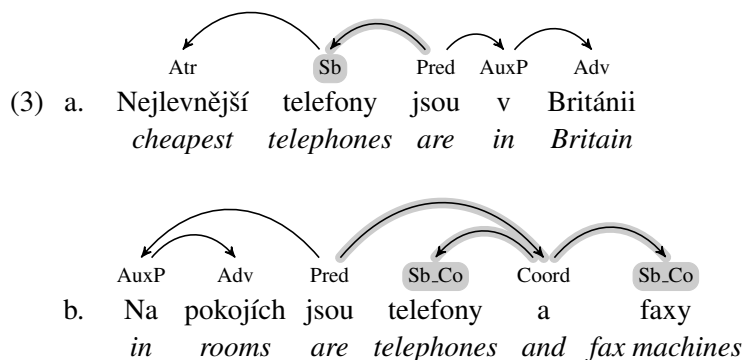 Atr Sb Pred AuxP Adv
(3) a. Nejlevnější telefony jsou v Británii
cheapest telephones are in Britain
AuxP Adv Pred Sb_Co Coord Sb_Co
b. Na pokojích jsou telefony a faxy
in rooms are telephones and fax machines